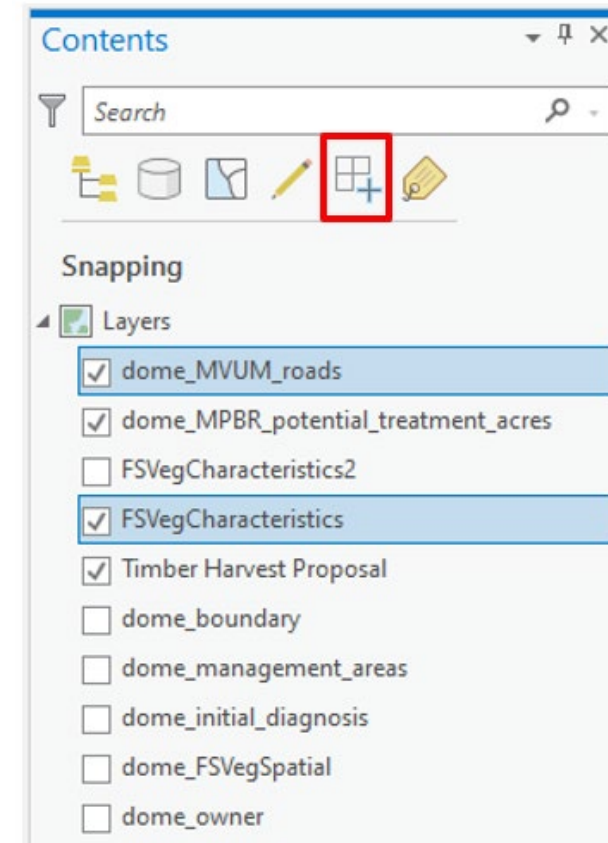 Contents
Search
Snapping
Layers
dome_MVUM_roads
dome_MPBR_potential_treatment_acres
FSVegCharacteristics2
FSVegCharacteristics
Timber Harvest Proposal
dome_boundary
dome_management_areas
dome_initial_diagnosis
dome_FSVegSpatial
dome_owner